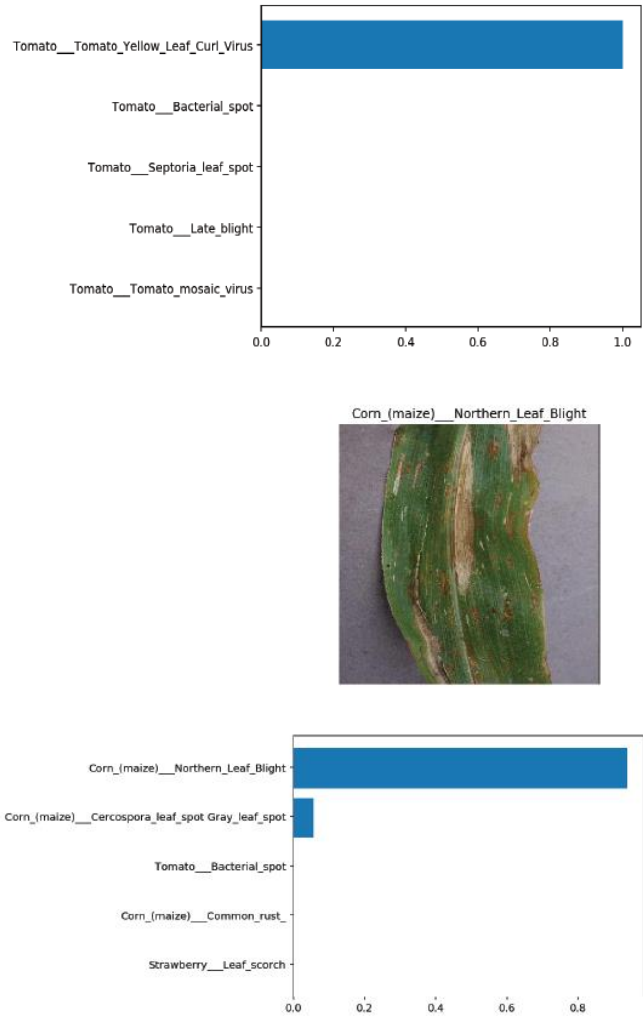 Tomato___Tomato_Yellow_Leaf_Curl_Virus
Tomato___Bacterial_spot
Tomato___Septoria_leaf_spot
Tomato___Late_blight
Tomato___Tomato_mosaic_virus
0.0 0.2 0.4 0.6 0.8 1.0
Corn_(maize)___Northern_Leaf_Blight
Corn_(maize)___Northern_Leaf_Blight
Corn_(maize)___Cercospora_leaf_spot Gray_leaf_spot
Tomato___Bacterial_spot
Corn_(maize)___Common_rust_
Strawberry___Leaf_scorch
0.0 0.2 0.4 0.6 0.8